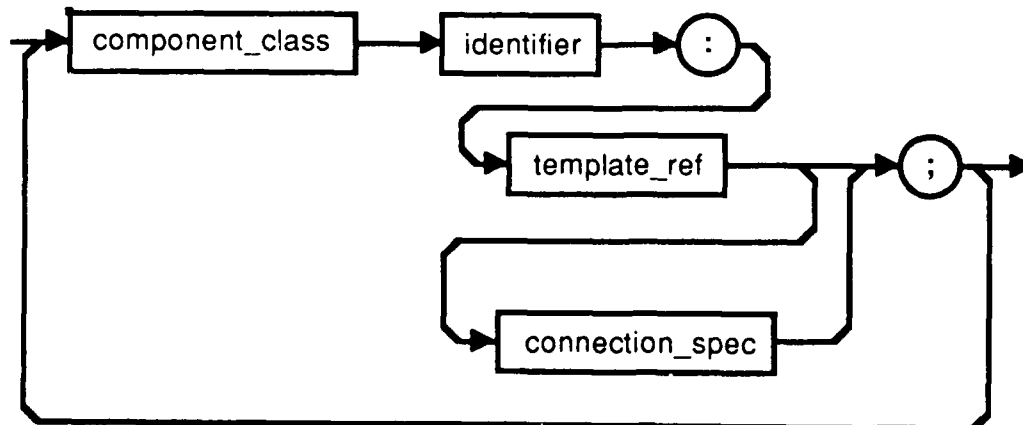 component_class identifier :
template_ref ;
connection_spec